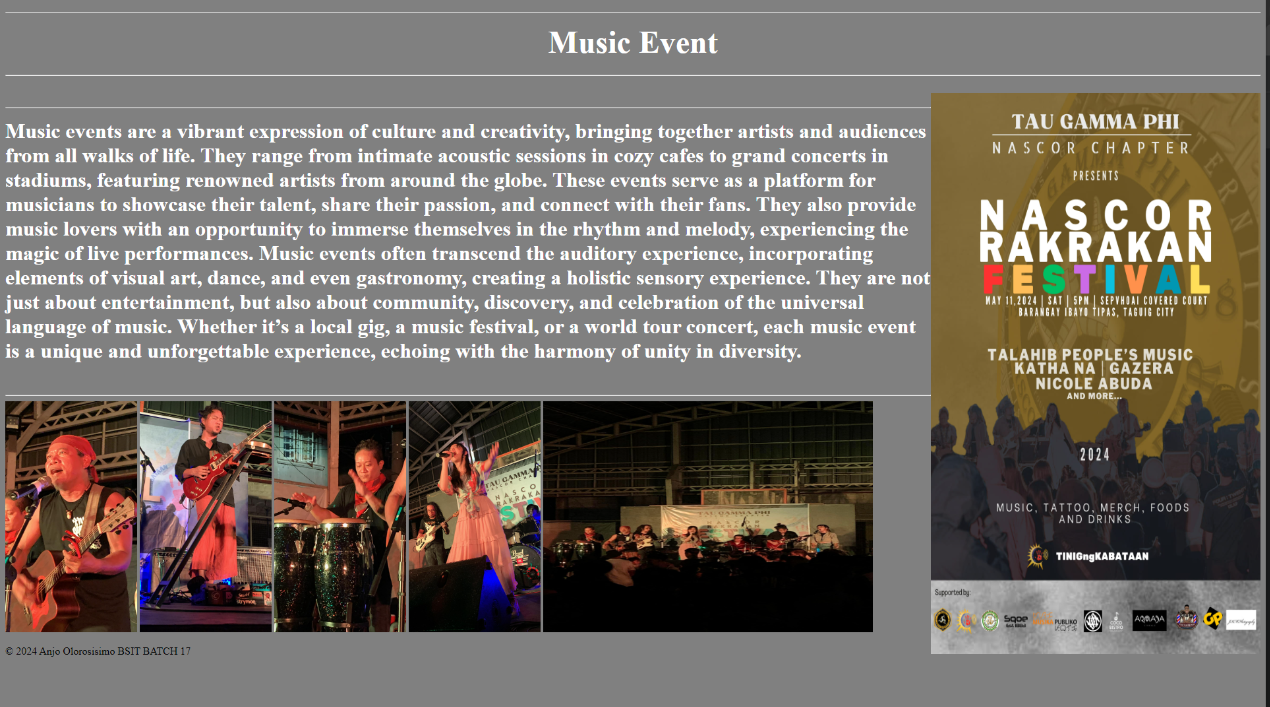 Music Event
Music events are a vibrant expression of culture and creativity, bringing together artists and audiences
from all walks of life. They range from intimate acoustic sessions in cozy cafes to grand concerts in
stadiums, featuring renowned artists from around the globe. These events serve as a platform for
musicians to showcase their talent, share their passion, and connect with their fans. They also provide
music lovers with an opportunity to immerse themselves in the rhythm and melody, experiencing the
magic of live performances. Music events often transcend the auditory experience, incorporating
elements of visual art, dance, and even gastronomy, creating a holistic sensory experience. They are not
just about entertainment, but also about community, discovery, and celebration of the universal
language of music. Whether it’s a local gig, a music festival, or a world tour concert, each music event
is a unique and unforgettable experience, echoing with the harmony of unity in diversity.
TAU GAMMA PHI
NASCOR CHAPTER
PRESENTS
NASCOR
RAKRAKAN
FESTIVAL
MAY 11,2024 | SAT | 5PM | SEPVHOAI COVERED COURT
BARANGAY IBAYO TIPAS, TAGUIG CITY
TALAHIB PEOPLE'S MUSIC
KATHA NA | GAZERA
NICOLE ABUDA
AND MORE...
2024
MUSIC, TATTOO, MERCH, FOODS
AND DRINKS
TINIGngKABATAAN
Supported by:
TAU GAMMA
NASCOR
RAKRAKA
TAU GAMMA PHI
© 2024 Anjo Olorosisimo BSIT BATCH 17